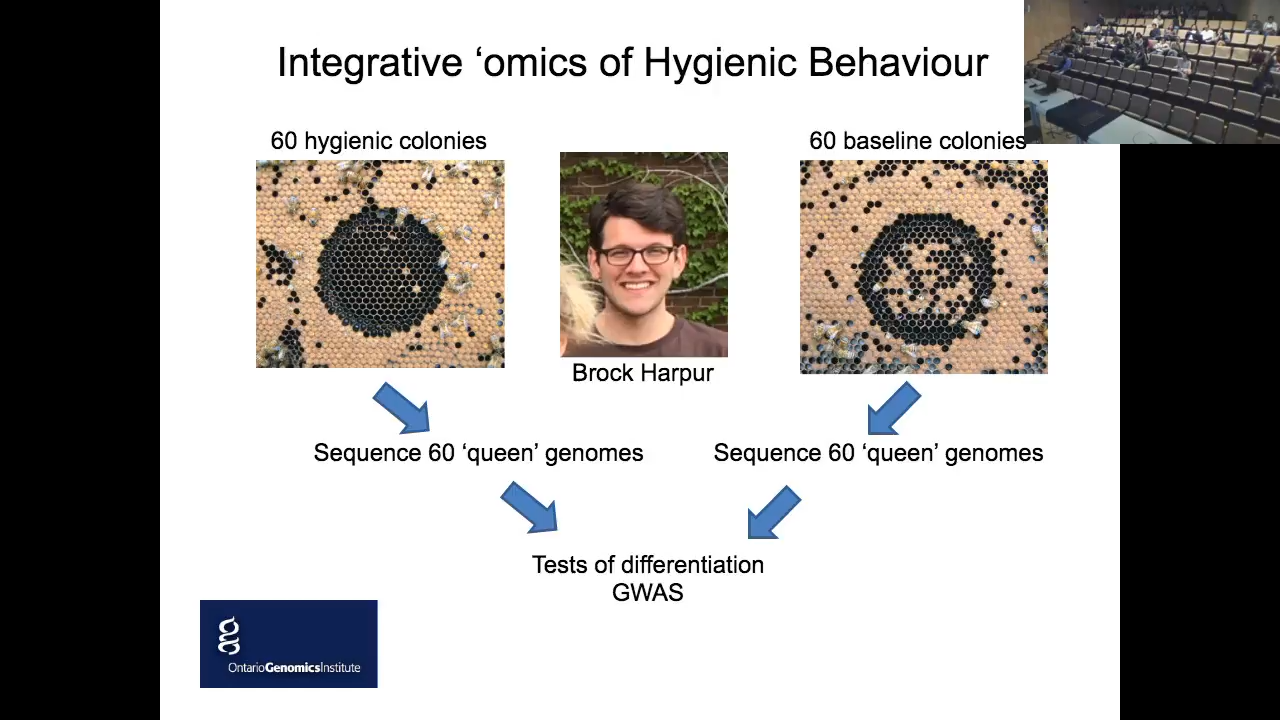 Integrative ‘omics of Hygienic Behaviour
60 hygienic colonies
60 baseline colonies
Brock Harpur
Sequence 60 ‘queen’ genomes
Sequence 60 ‘queen’ genomes
Tests of differentiation
GWAS
OntarioGenomicsInstitute